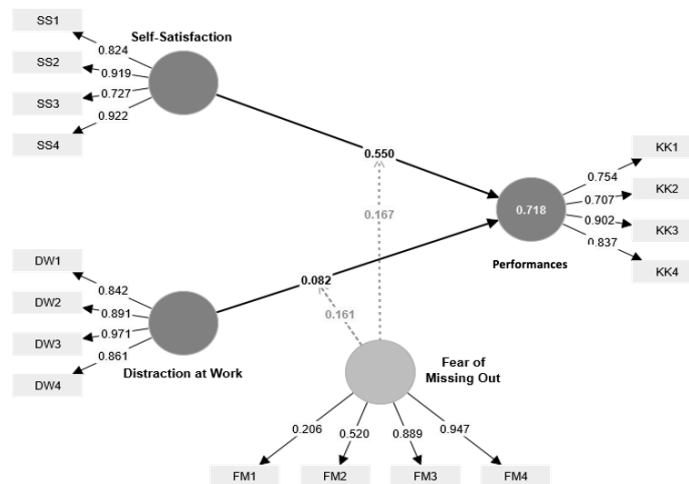 SS1
Self-Satisfaction
0.824
SS2
0.919
SS3
0.727
0.922
SS4
0.550
KK1
0.754
KK2
0.707
0.167
0.718
0.902
KK3
0.837
KK4
Performances
DW1
0.842
0.082
DW2
0.891
0.161
DW3
0.971
0.861
DW4
Distraction at Work
Fear of
Missing Out
0.206
0.520
0.889
0.947
FM1
FM2
FM3
FM4